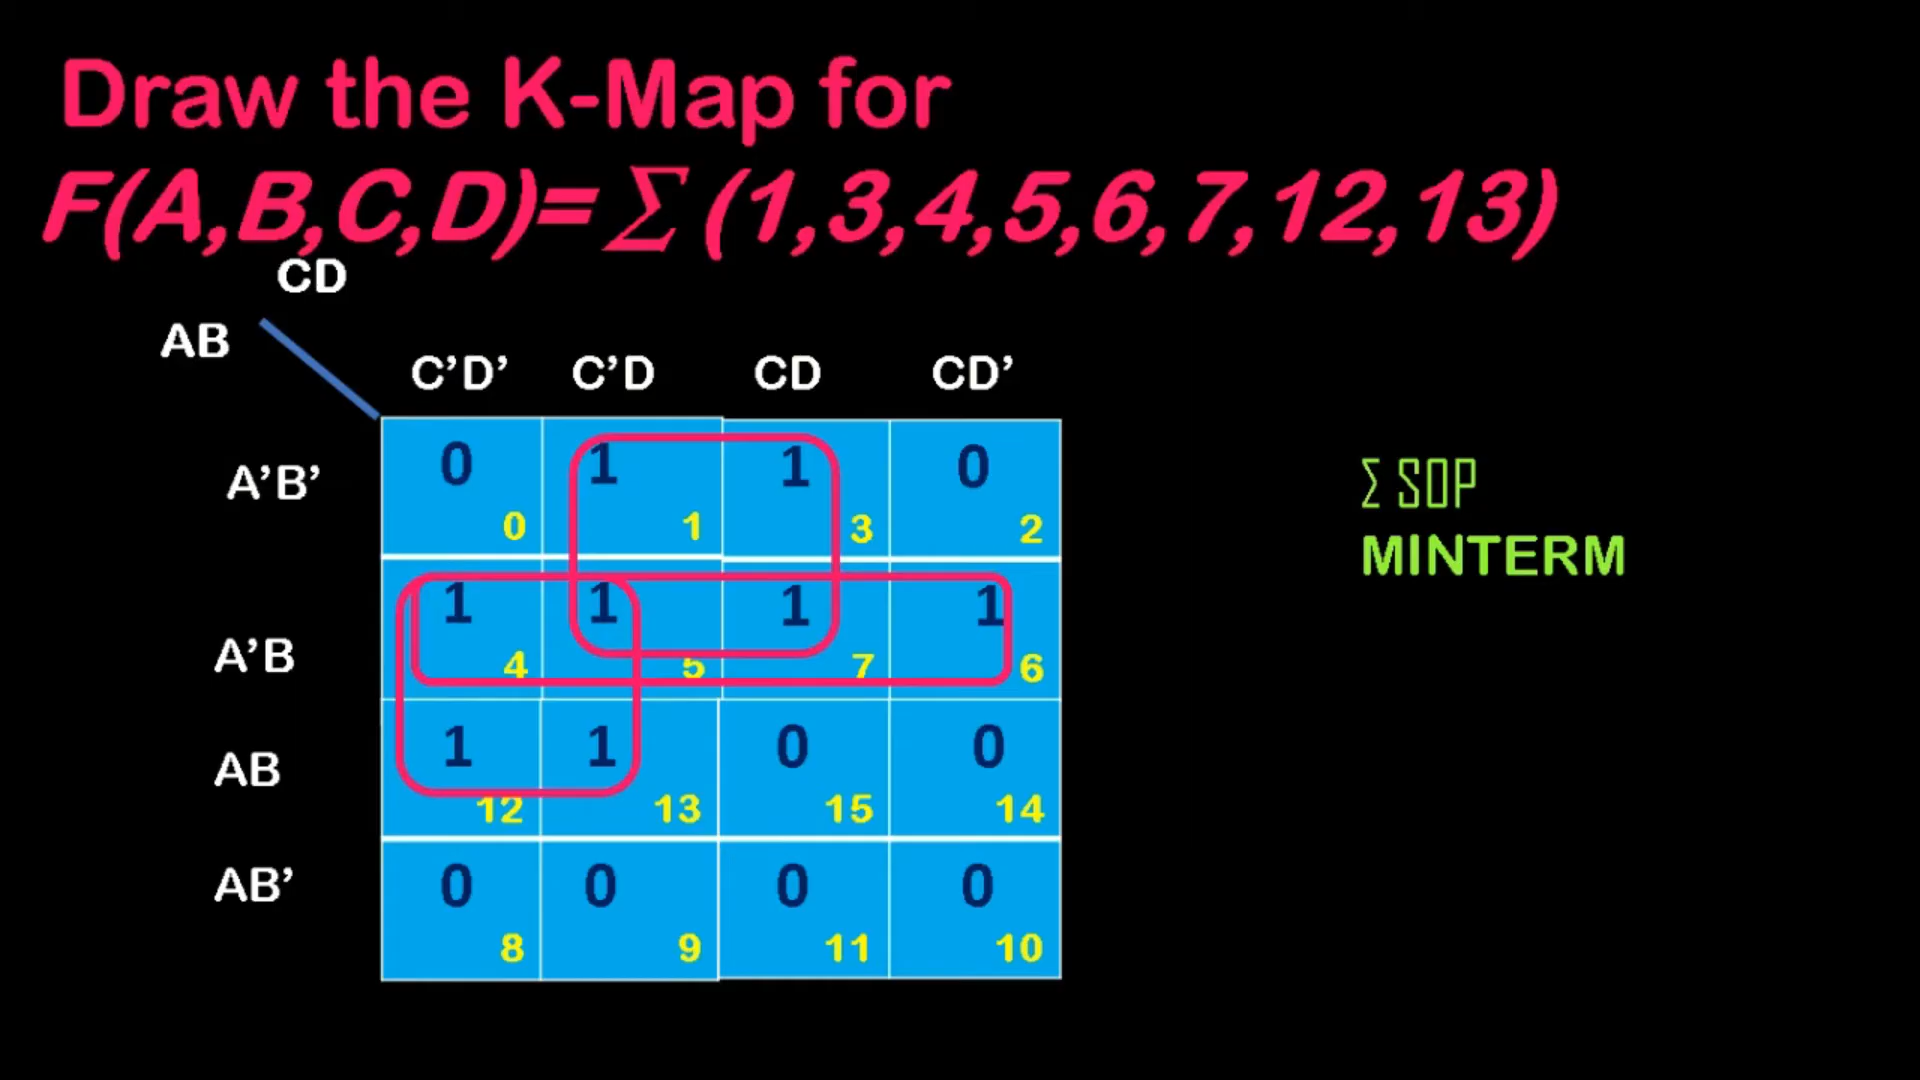 Draw the K-Map for
F(A,B,C,D)=∑(1,3,4,5,6,7,12,13)
CD
AB
C’D’ C’D CD CD’
A’B’ 0 1 1 0
0 1 3 2
A’B 1 1 1 1
4 5 7 6
AB 1 1 0 0
12 13 15 14
AB’ 0 0 0 0
8 9 11 10
Σ SOP
MINTERM